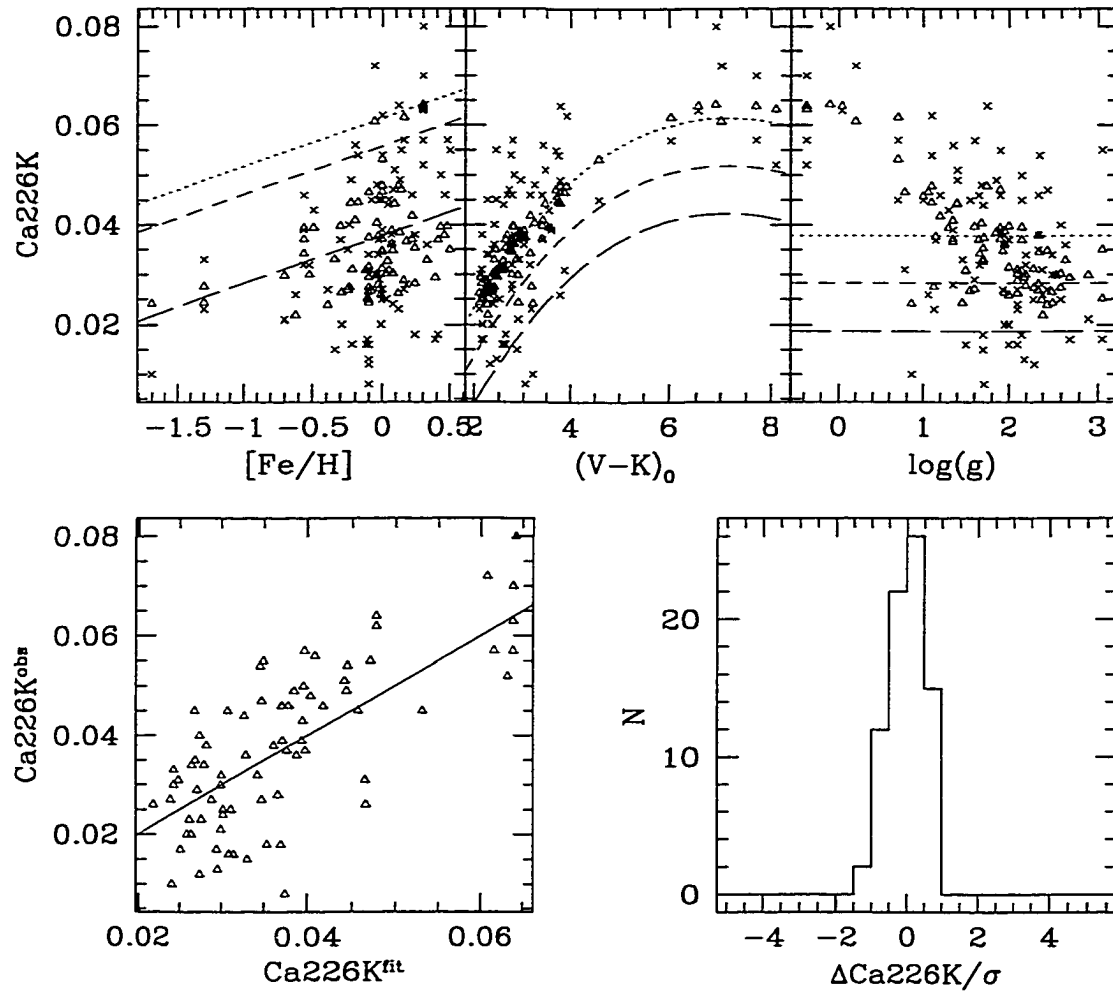 0.08
0.06
0.04
0.02
Ca226K
−1.5 −1 −0.5 0 0.5
[Fe/H]
2 4 6 8
(V−K)₀
0 1 2 3
log(g)
0.08
0.06
0.04
0.02
Ca226Kᵒᵇˢ
0.02 0.04 0.06
Ca226Kᶠⁱᵗ
20
10
0
N
−4 −2 0 2 4
ΔCa226K/σ